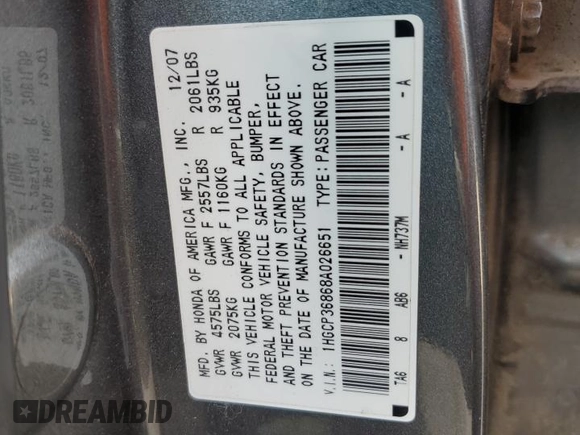 MFD. BY HONDA OF AMERICA MFG., INC. 12/07
GVWR 4575LBS GAWR F 2557LBS R 2061LBS
GVWR 2075KG GAWR F 1160KG R 935KG
THIS VEHICLE CONFORMS TO ALL APPLICABLE
FEDERAL MOTOR VEHICLE SAFETY, BUMPER,
AND THEFT PREVENTION STANDARDS IN EFFECT
ON THE DATE OF MANUFACTURE SHOWN ABOVE.
V.I.N.: 1HGCP36868A026651 TYPE: PASSENGER CAR
TA6 8 AB6 - NH737M - A - A
DREAMBID